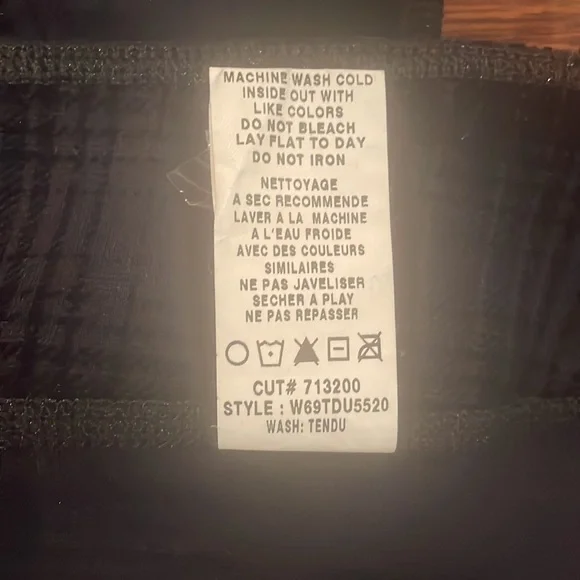 MACHINE WASH COLD
INSIDE OUT WITH
LIKE COLORS
DO NOT BLEACH
LAY FLAT TO DAY
DO NOT IRON
NETTOYAGE
A SEC RECOMMENDE
LAVER A LA MACHINE
A L'EAU FROIDE
AVEC DES COULEURS
SIMILAIRES
NE PAS JAVELISER
SECHER A PLAY
NE PAS REPASSER
CUT# 713200
STYLE : W69TDU5520
WASH: TENDU